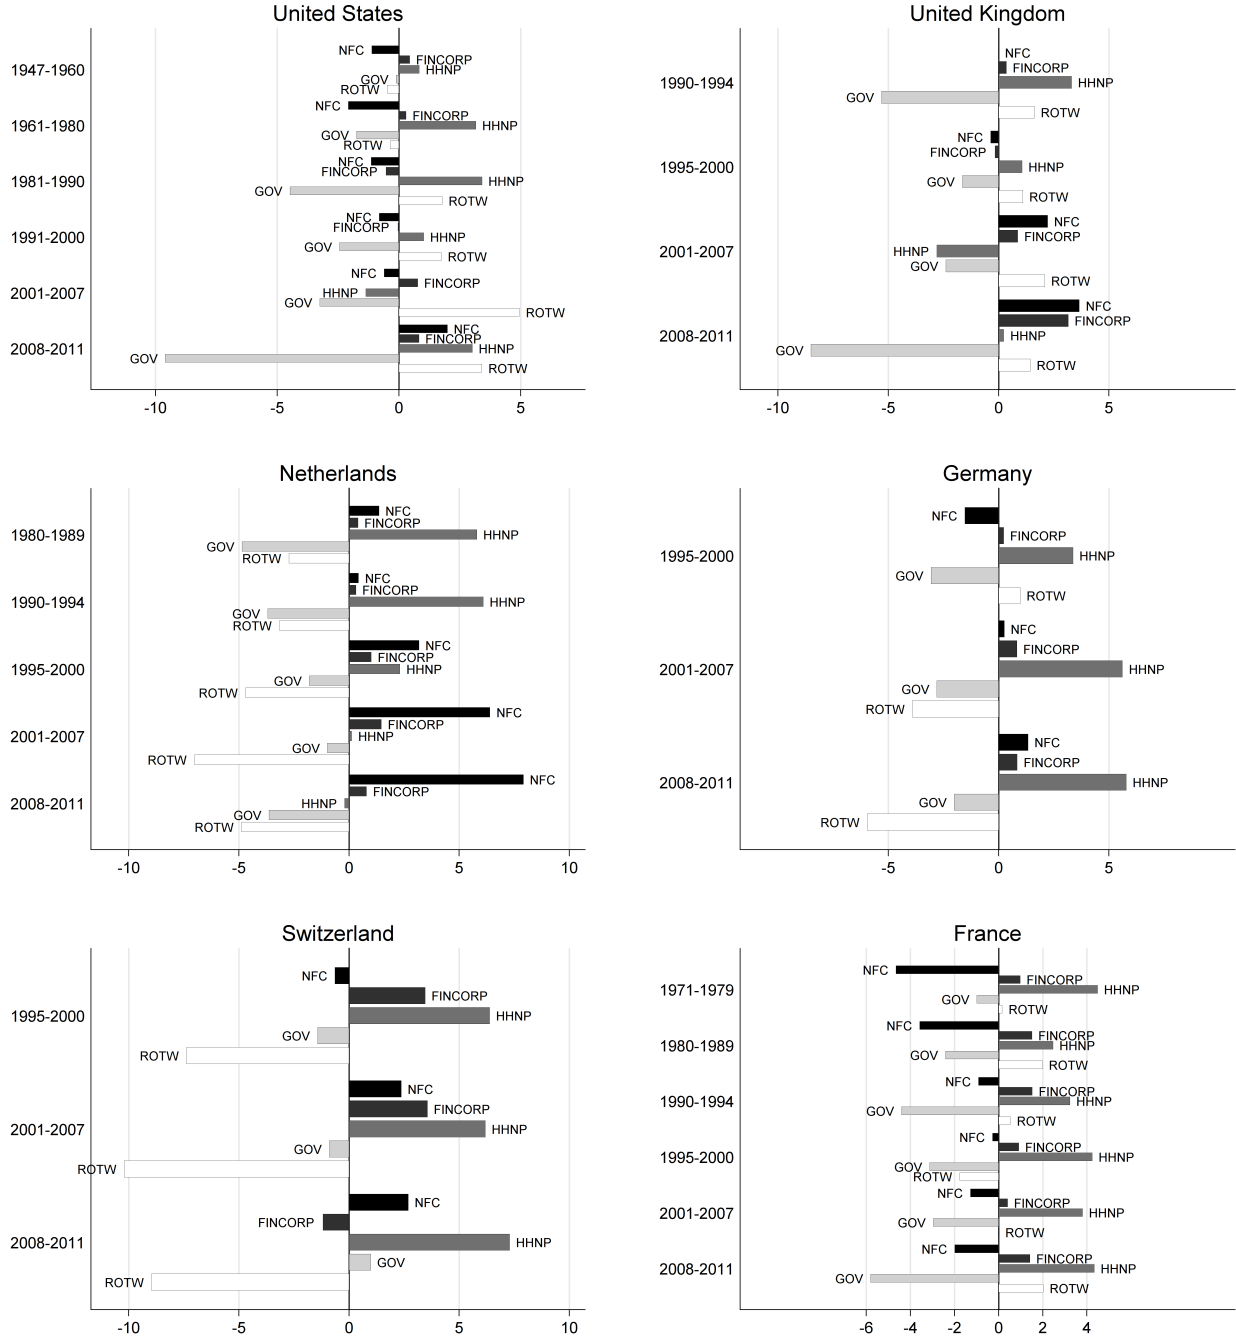 United States
NFC
1947-1960
FINCORP
HHNP
GOV
ROTW
NFC
1961-1980
FINCORP
HHNP
GOV
ROTW
NFC
1981-1990
FINCORP
HHNP
GOV
ROTW
NFC
1991-2000
FINCORP
HHNP
GOV
ROTW
NFC
2001-2007
FINCORP
HHNP
GOV
ROTW
NFC
2008-2011
FINCORP
HHNP
GOV
ROTW
-10 -5 0 5
United Kingdom
NFC
1990-1994
FINCORP
HHNP
GOV
ROTW
NFC
1995-2000
FINCORP
HHNP
GOV
ROTW
NFC
2001-2007
FINCORP
HHNP
GOV
ROTW
NFC
2008-2011
FINCORP
HHNP
GOV
ROTW
-10 -5 0 5
Netherlands
NFC
1980-1989
FINCORP
HHNP
GOV
ROTW
NFC
1990-1994
FINCORP
HHNP
GOV
ROTW
NFC
1995-2000
FINCORP
HHNP
GOV
ROTW
NFC
2001-2007
FINCORP
HHNP
GOV
ROTW
NFC
2008-2011
FINCORP
HHNP
GOV
ROTW
-10 -5 0 5 10
Germany
NFC
1995-2000
FINCORP
HHNP
GOV
ROTW
NFC
2001-2007
FINCORP
HHNP
GOV
ROTW
NFC
2008-2011
FINCORP
HHNP
GOV
ROTW
-5 0 5
Switzerland
NFC
1995-2000
FINCORP
HHNP
GOV
ROTW
NFC
2001-2007
FINCORP
HHNP
GOV
ROTW
NFC
2008-2011
FINCORP
HHNP
GOV
ROTW
-10 -5 0 5 10
France
NFC
1971-1979
FINCORP
HHNP
GOV
ROTW
NFC
1980-1989
FINCORP
HHNP
GOV
ROTW
NFC
1990-1994
FINCORP
HHNP
GOV
ROTW
NFC
1995-2000
FINCORP
HHNP
GOV
ROTW
NFC
2001-2007
FINCORP
HHNP
GOV
ROTW
NFC
2008-2011
FINCORP
HHNP
GOV
ROTW
-6 -4 -2 0 2 4